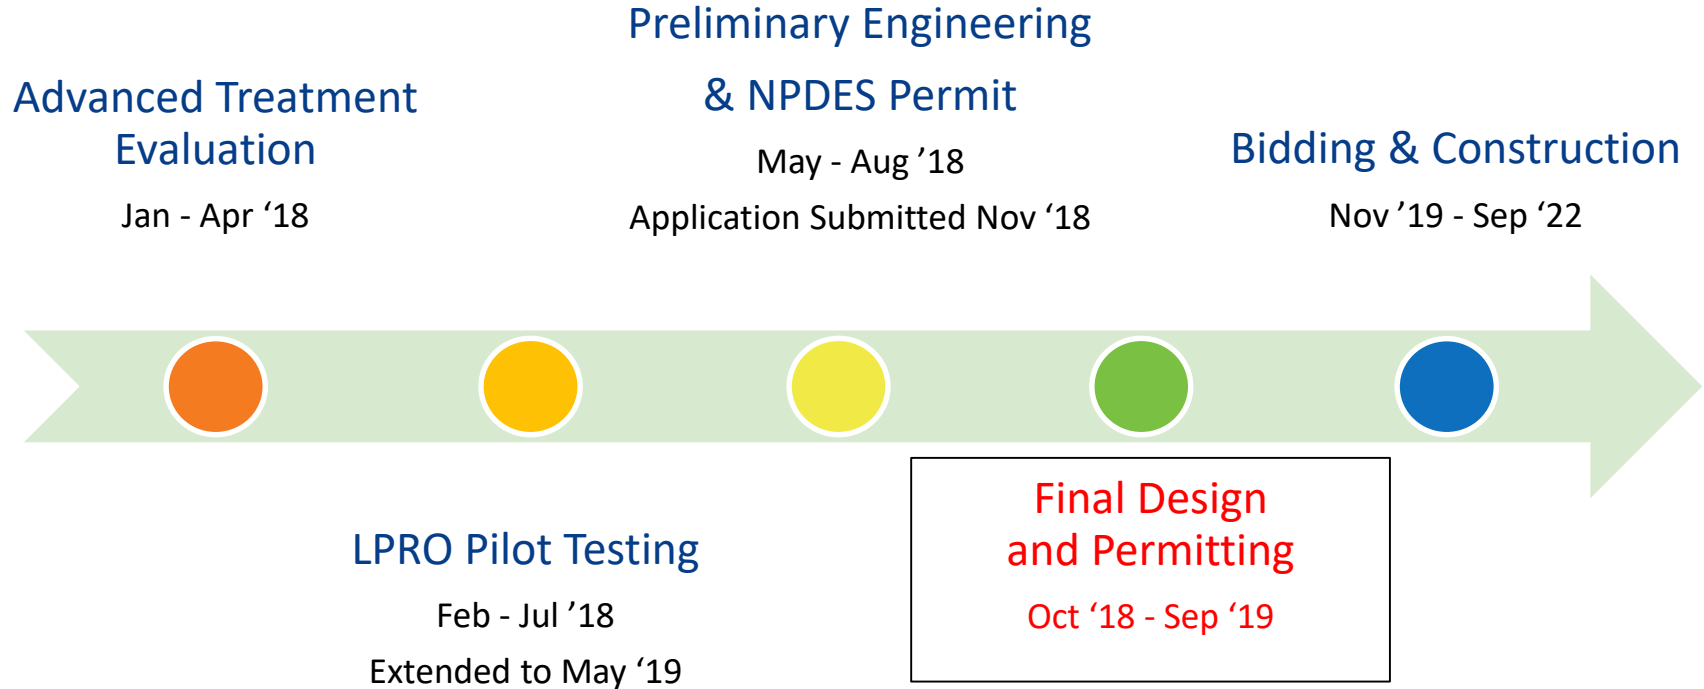 Advanced Treatment
Evaluation
Jan - Apr ‘18
LPRO Pilot Testing
Feb - Jul ’18
Extended to May ‘19
Preliminary Engineering
& NPDES Permit
May - Aug ’18
Application Submitted Nov ‘18
Final Design
and Permitting
Oct ‘18 - Sep ‘19
Bidding & Construction
Nov ’19 - Sep ‘22